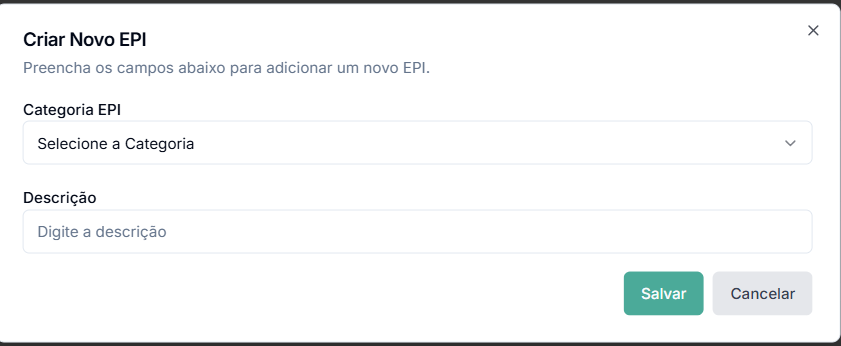 Criar Novo EPI
Preencha os campos abaixo para adicionar um novo EPI.
Categoria EPI
Selecione a Categoria
Descrição
Digite a descrição
Salvar
Cancelar